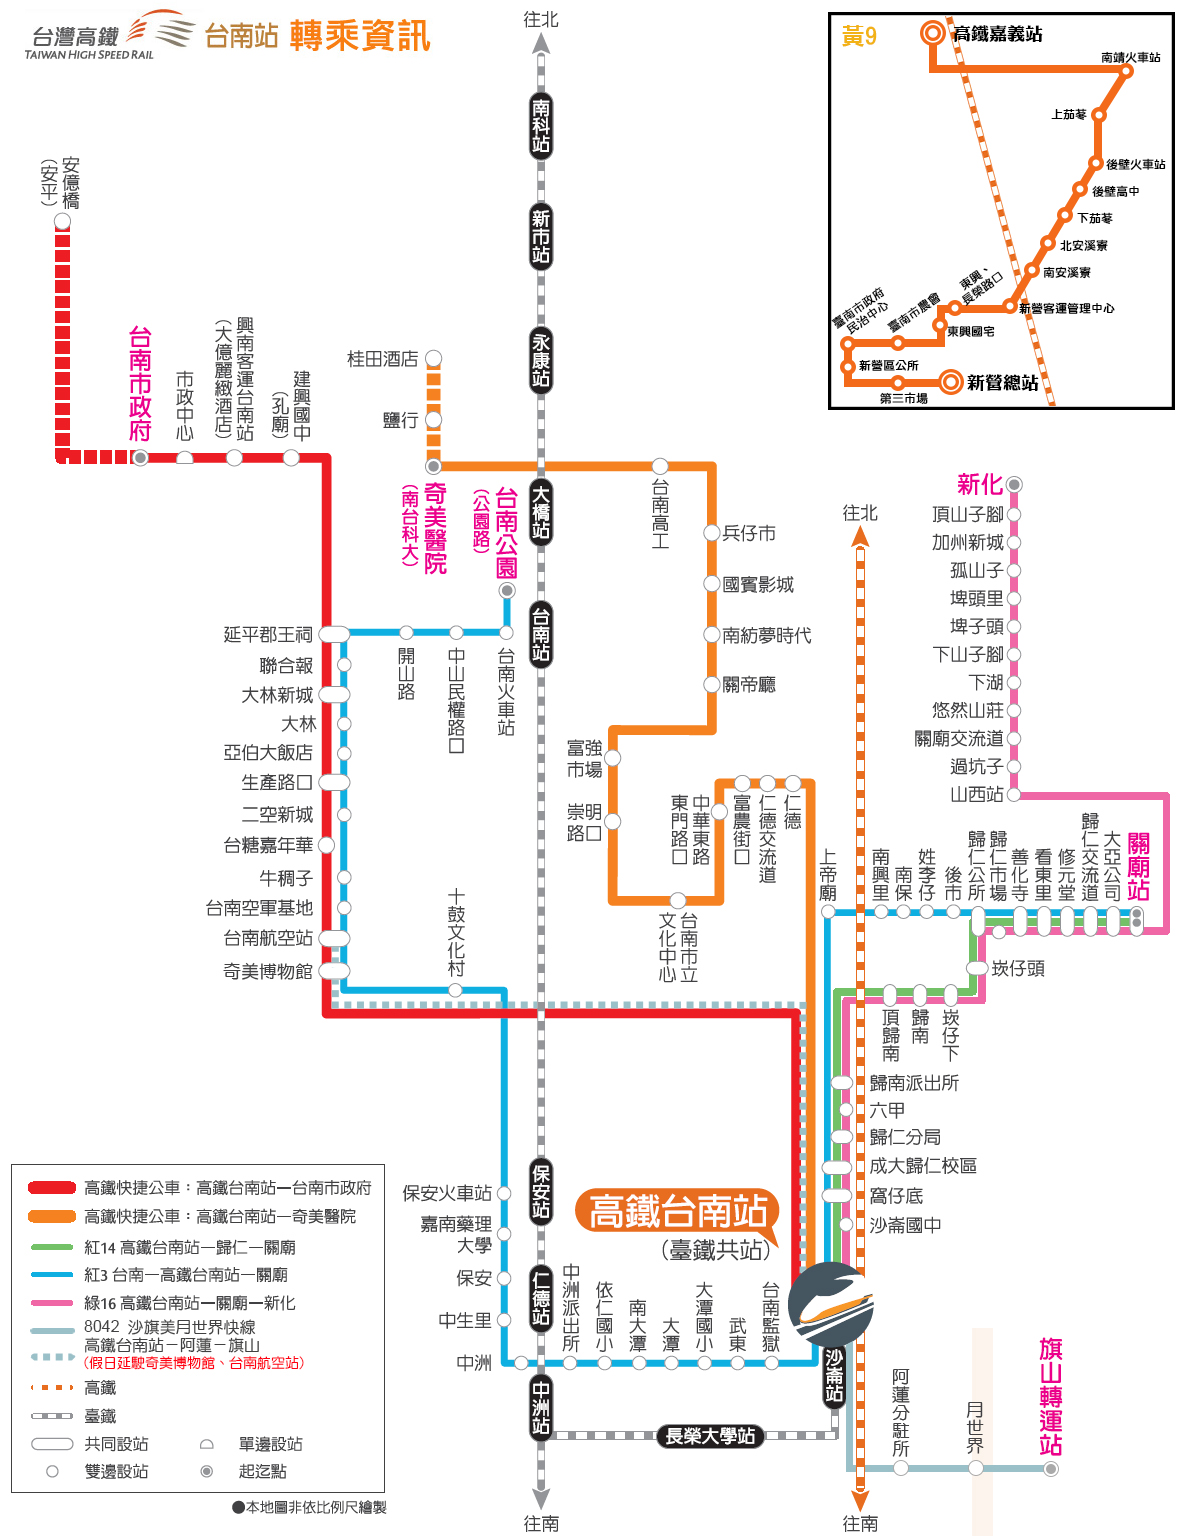 台灣高鐵
TAIWAN HIGH SPEED RAIL
台南站 轉乘資訊
往北
黃9
高鐵嘉義站
南靖火車站
上茄苳
後壁火車站
後壁高中
下茄苳
北安溪寮
南安溪寮
新營客運管理中心
東興、
長榮路口
東興國宅
臺南市農會
臺南市政府
民治中心
新營區公所
第三市場
新營總站
南科站
新市站
永康站
大橋站
台南站
保安站
仁德站
中洲站
長榮大學站
沙崙站
往南
安億橋
（安平）
台南市政府
市政中心
興南客運台南站
（大億麗緻酒店）
建興國中
（孔廟）
桂田酒店
鹽行
奇美醫院
（南台科大）
台南公園
（公園路）
台南高工
兵仔市
國賓影城
南紡夢時代
關帝廳
富強
市場
崇明
路口
台南市立
文化中心
中華東路
東門路口
富農街口
仁德交流道
仁德
延平郡王祠
聯合報
大林新城
大林
亞伯大飯店
生產路口
二空新城
台糖嘉年華
牛稠子
台南空軍基地
台南航空站
奇美博物館
開山路
中山民權路口
台南火車站
十鼓文化村
保安火車站
嘉南藥理
大學
保安
中生里
中洲
中洲派出所
依仁國小
南大潭
大潭
大潭國小
武東
台南監獄
高鐵台南站
（臺鐵共站）
往北
新化
頂山子腳
加州新城
孤山子
埤頭里
埤子頭
下山子腳
下湖
悠然山莊
關廟交流道
過坑子
山西站
上帝廟
南興里
南保
姓李仔
後市
歸仁公所
歸仁市場
善化寺
看東里
修元堂
歸仁交流道
大亞公司
關廟站
崁仔頭
頂歸南
歸南
崁仔下
歸南派出所
六甲
歸仁分局
成大歸仁校區
窩仔底
沙崙國中
阿蓮分駐所
月世界
旗山轉運站
往南
高鐵快捷公車：高鐵台南站—台南市政府
高鐵快捷公車：高鐵台南站—奇美醫院
紅14 高鐵台南站—歸仁—關廟
紅3 台南—高鐵台南站—關廟
綠16 高鐵台南站—關廟—新化
8042 沙旗美月世界快線
高鐵台南站－阿蓮－旗山
（假日延駛奇美博物館、台南航空站）
高鐵
臺鐵
共同設站
單邊設站
雙邊設站
起迄點
●本地圖非依比例尺繪製